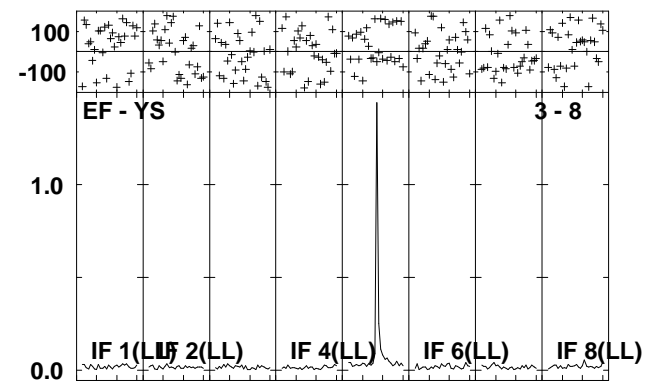 100
-100
EF - YS 3 - 8
1.0
IF 1(LL) IF 2(LL) IF 4(LL) IF 6(LL) IF 8(LL)
0.0